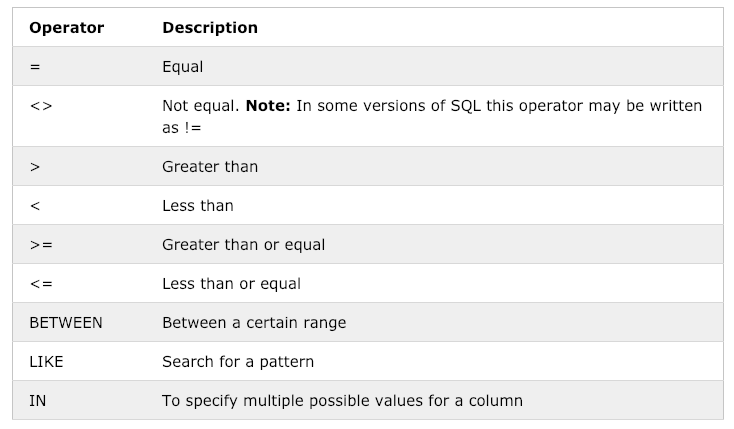 Operator Description
= Equal
<> Not equal. Note: In some versions of SQL this operator may be written
as !=
> Greater than
< Less than
>= Greater than or equal
<= Less than or equal
BETWEEN Between a certain range
LIKE Search for a pattern
IN To specify multiple possible values for a column